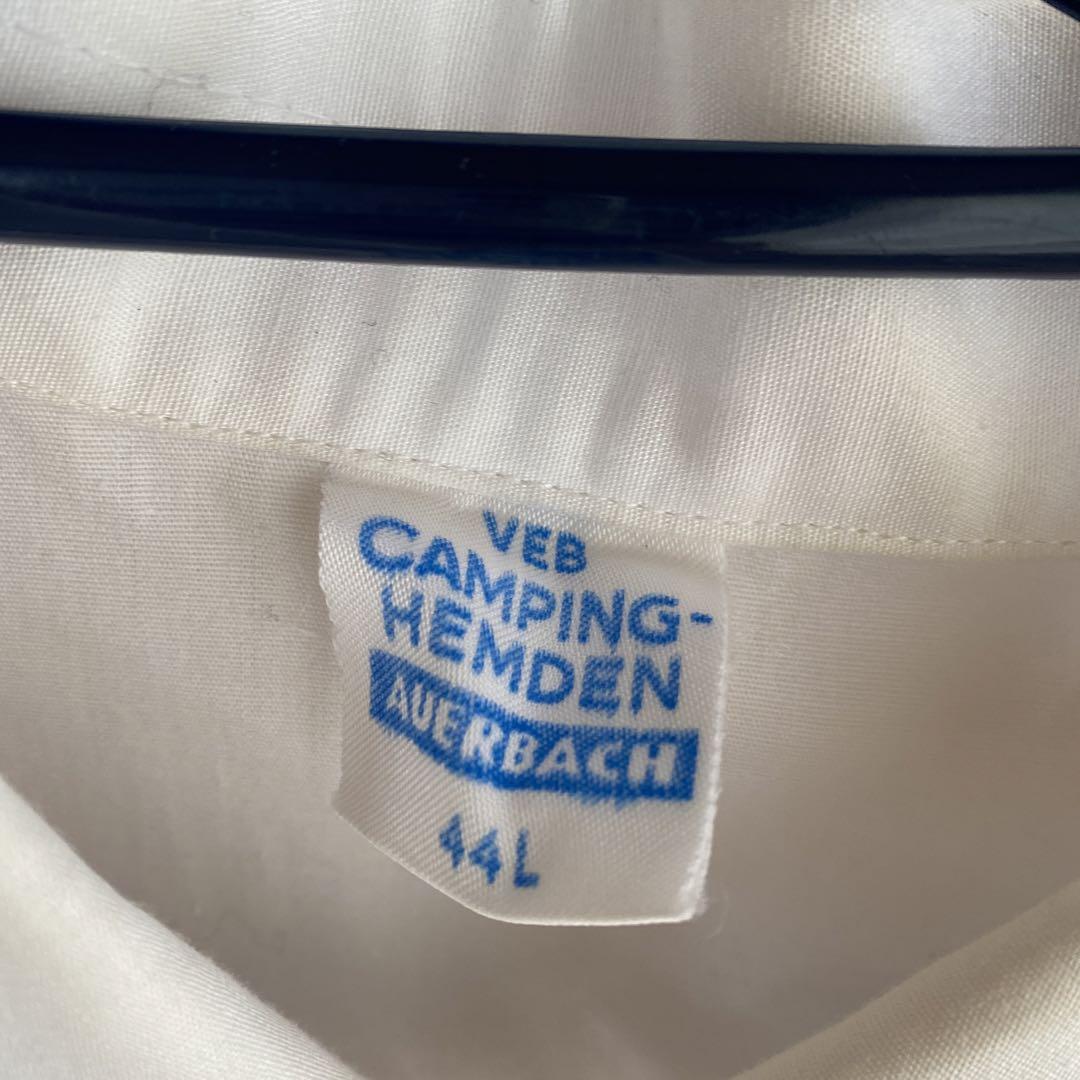 VEB
CAMPING-
HEMDEN
AUERBACH
44L